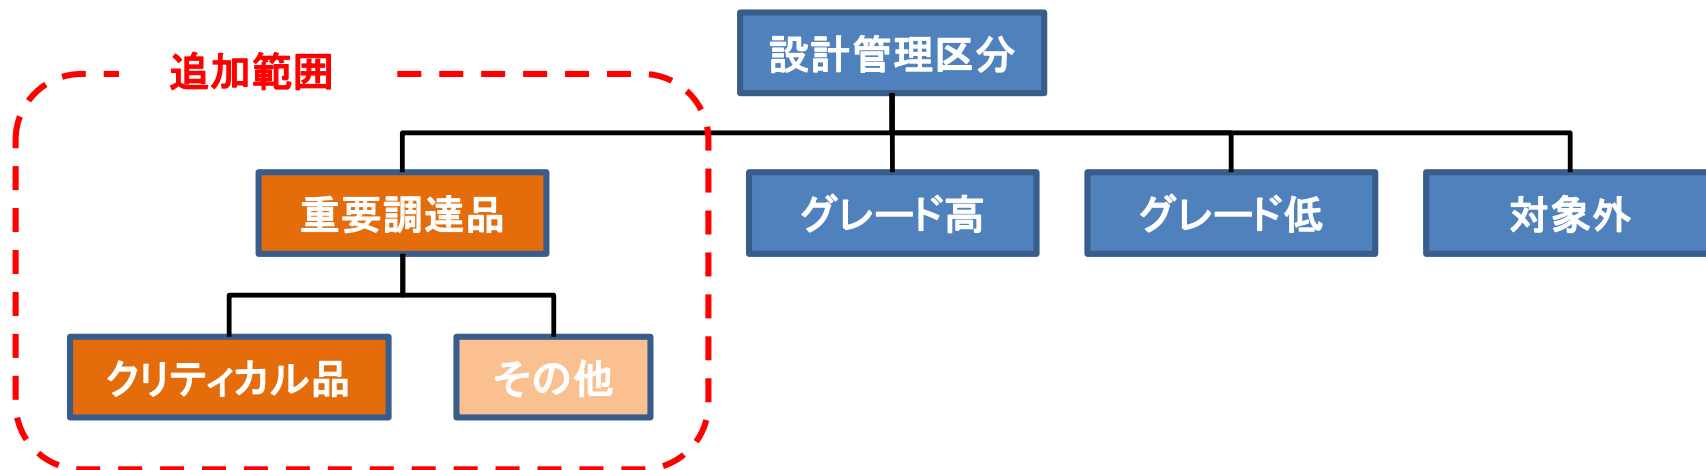 設計管理区分
追加範囲
重要調達品
グレード高
グレード低
対象外
クリティカル品
その他